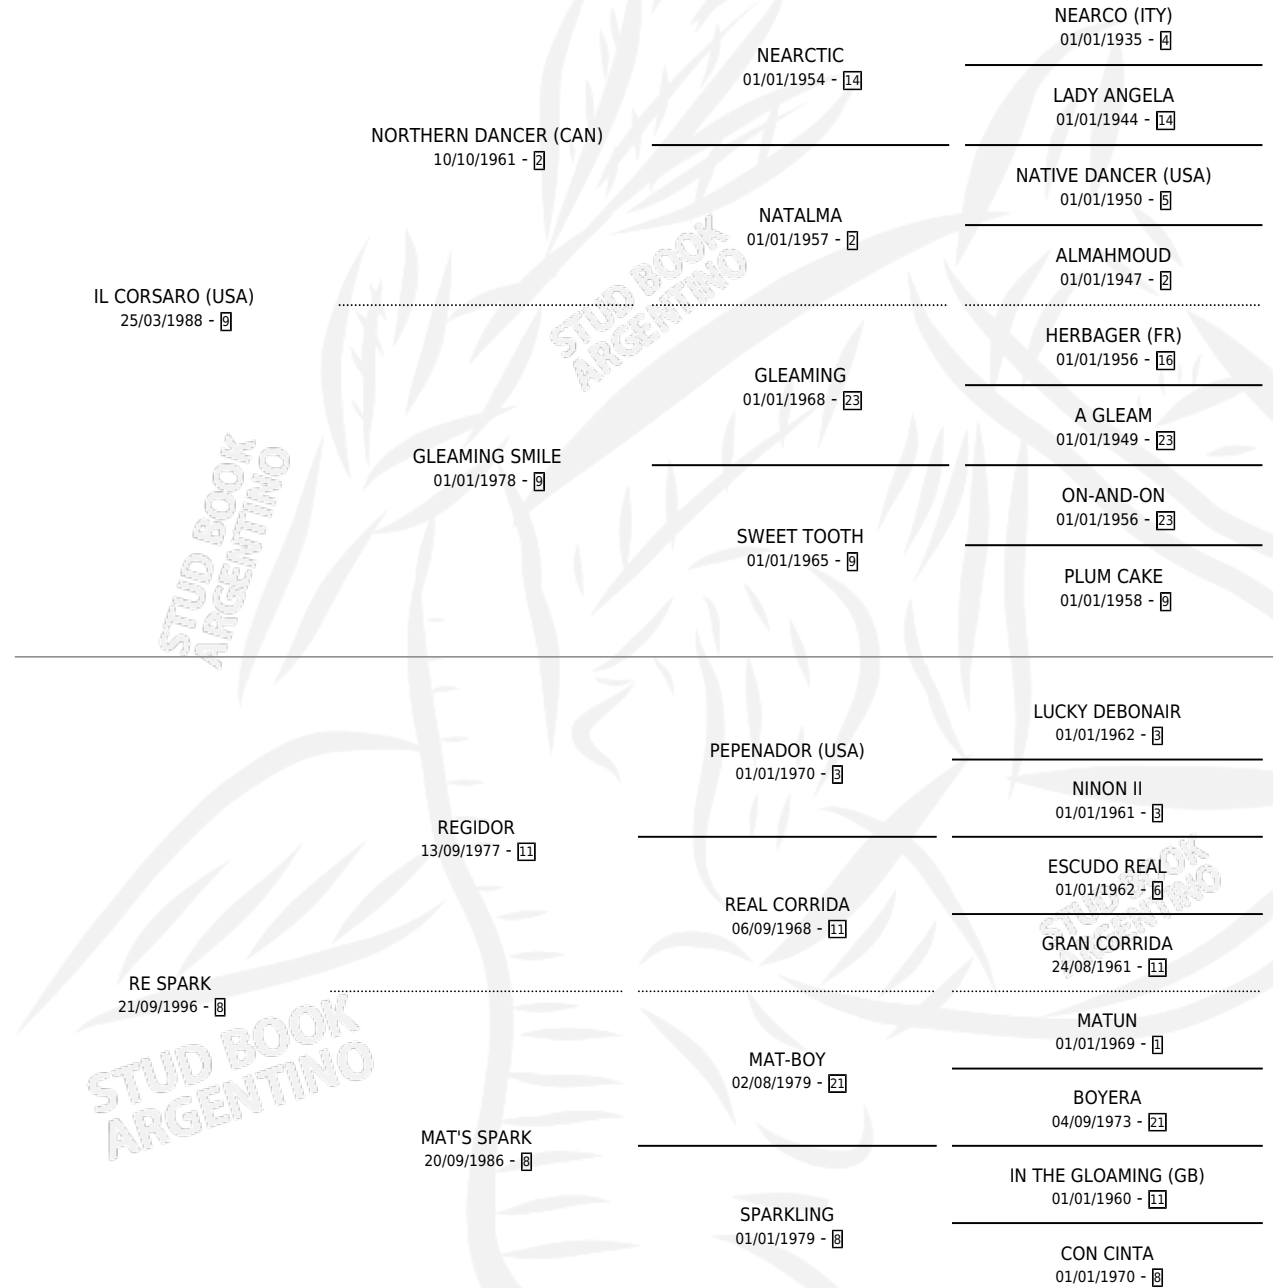 NEARCO (ITY)
01/01/1935 - 4
NEARCTIC
01/01/1954 - 14
LADY ANGELA
01/01/1944 - 14
NORTHERN DANCER (CAN)
10/10/1961 - 2
NATIVE DANCER (USA)
01/01/1950 - 5
NATALMA
01/01/1957 - 2
ALMAHMOUD
01/01/1947 - 2
IL CORSARO (USA)
25/03/1988 - 9
HERBAGER (FR)
01/01/1956 - 16
GLEAMING
01/01/1968 - 23
A GLEAM
01/01/1949 - 23
GLEAMING SMILE
01/01/1978 - 9
ON-AND-ON
01/01/1956 - 23
SWEET TOOTH
01/01/1965 - 9
PLUM CAKE
01/01/1958 - 9
LUCKY DEBONAIR
01/01/1962 - 3
PEPENADOR (USA)
01/01/1970 - 3
NINON II
01/01/1961 - 3
REGIDOR
13/09/1977 - 11
ESCUDO REAL
01/01/1962 - 6
REAL CORRIDA
06/09/1968 - 11
GRAN CORRIDA
24/08/1961 - 11
RE SPARK
21/09/1996 - 8
MATUN
01/01/1969 - 1
MAT-BOY
02/08/1979 - 21
BOYERA
04/09/1973 - 21
MAT'S SPARK
20/09/1986 - 8
IN THE GLOAMING (GB)
01/01/1960 - 11
SPARKLING
01/01/1979 - 8
CON CINTA
01/01/1970 - 8
STUD BOOK
ARGENTINO
STUD BOOK
ARGENTINO
STUD BOOK
ARGENTINO
STUD BOOK
ARGENTINO